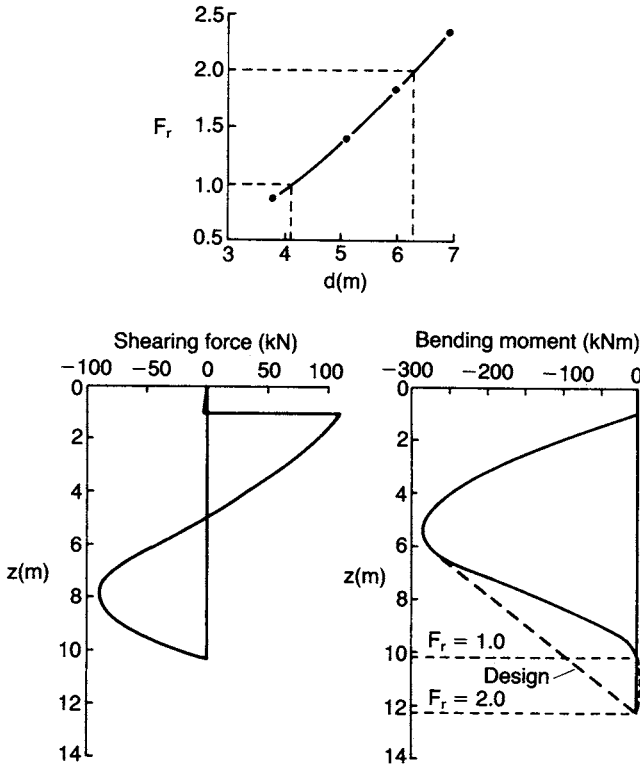 2.5
2.0
F_r
1.5
1.0
0.5
3 4 5 6 7
d(m)
Shearing force (kN)
−100 −50 0 50 100
0
2
4
6
z(m)
8
10
12
14
Bending moment (kNm)
−300 −200 −100 0
0
2
4
6
z(m)
8
F_r = 1.0
10
Design
F_r = 2.0
12
14